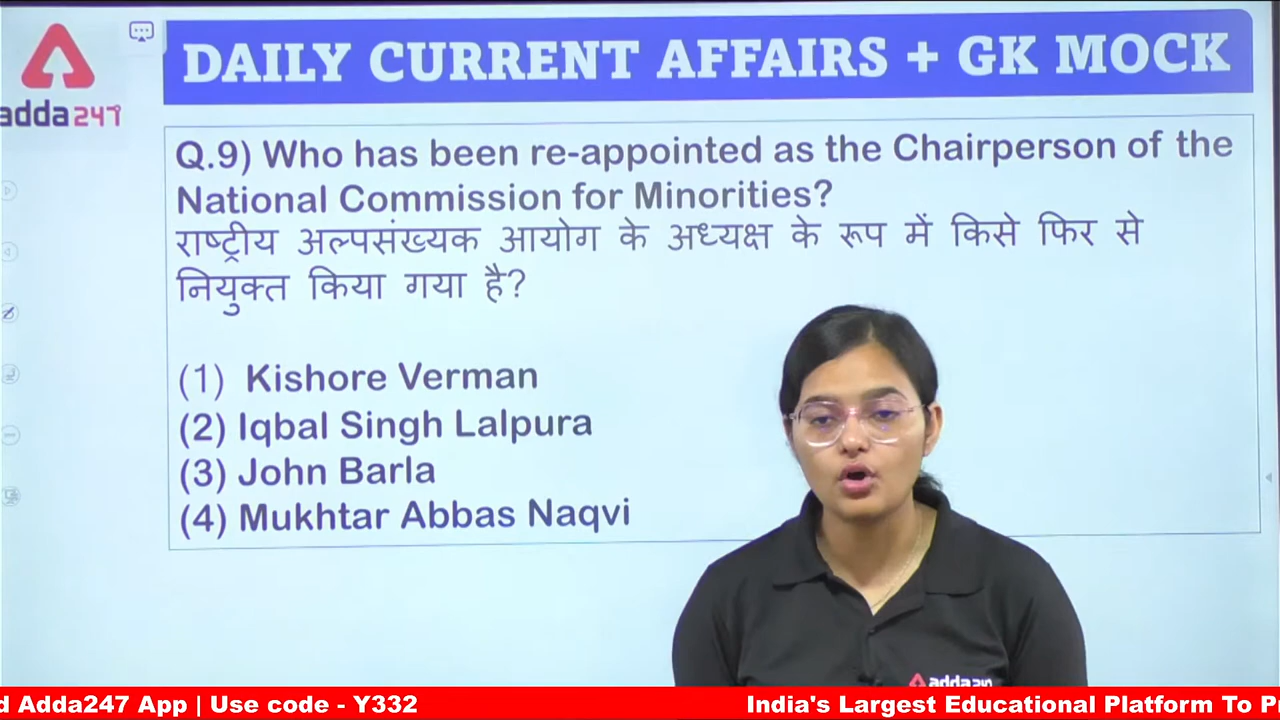 DAILY CURRENT AFFAIRS + GK MOCK
adda247
Q.9) Who has been re-appointed as the Chairperson of the
National Commission for Minorities?
राष्ट्रीय अल्पसंख्यक आयोग के अध्यक्ष के रूप में किसे फिर से
नियुक्त किया गया है?
(1) Kishore Verman
(2) Iqbal Singh Lalpura
(3) John Barla
(4) Mukhtar Abbas Naqvi
adda247
d Adda247 App | Use code - Y332
India's Largest Educational Platform To P